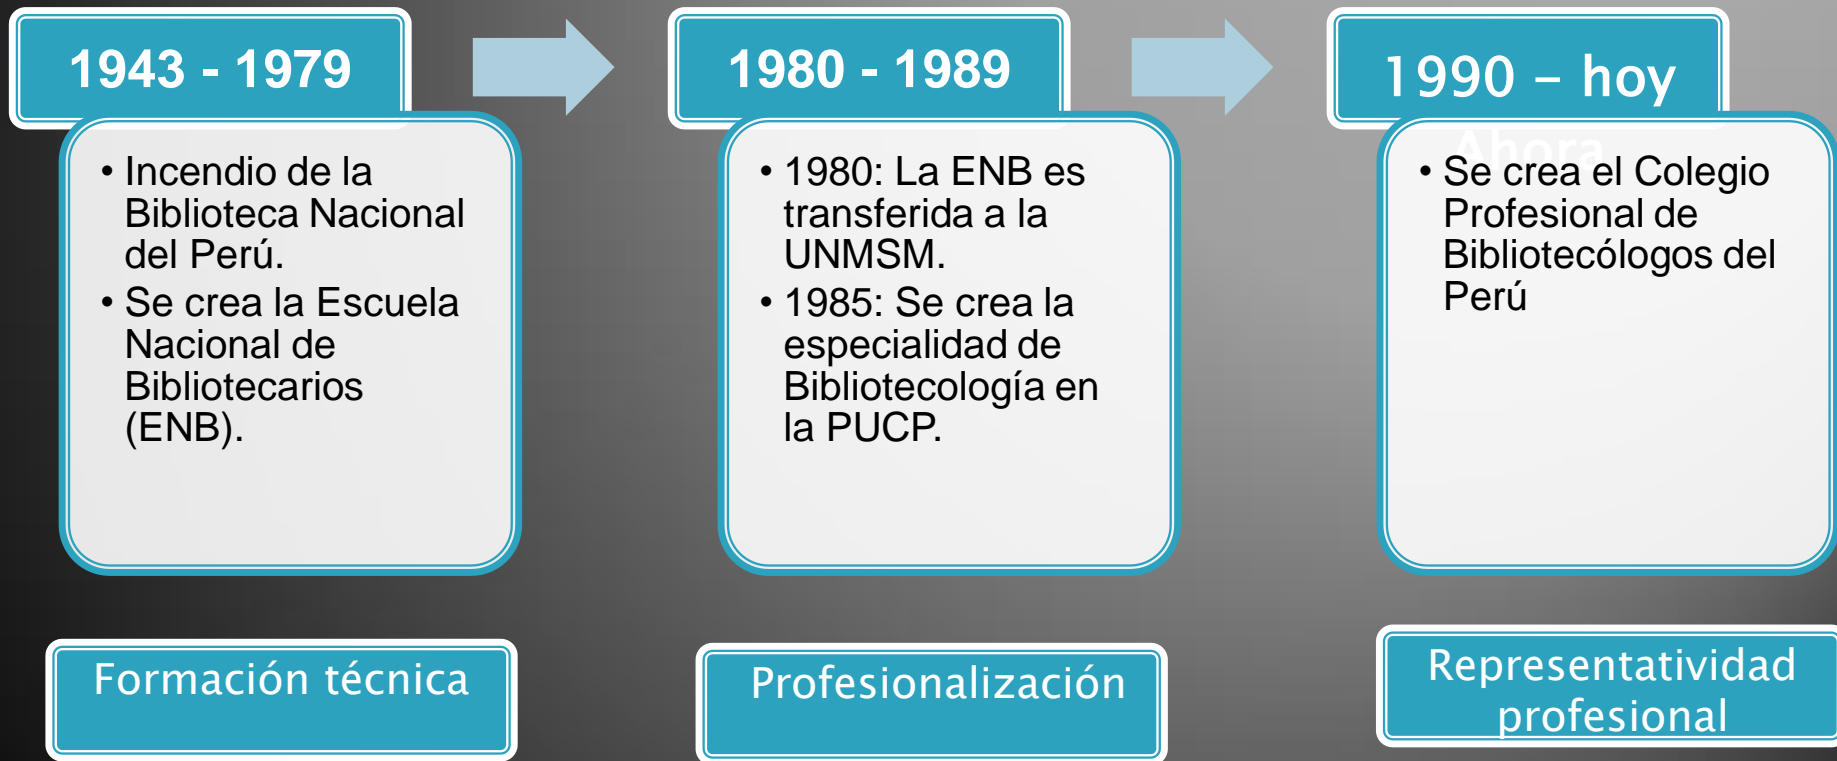 1943 - 1979
• Incendio de la
Biblioteca Nacional
del Perú.
• Se crea la Escuela
Nacional de
Bibliotecarios
(ENB).
Formación técnica
1980 - 1989
• 1980: La ENB es
transferida a la
UNMSM.
• 1985: Se crea la
especialidad de
Bibliotecología en
la PUCP.
Profesionalización
1990 – hoy
Ahora
• Se crea el Colegio
Profesional de
Bibliotecólogos del
Perú
Representatividad
profesional